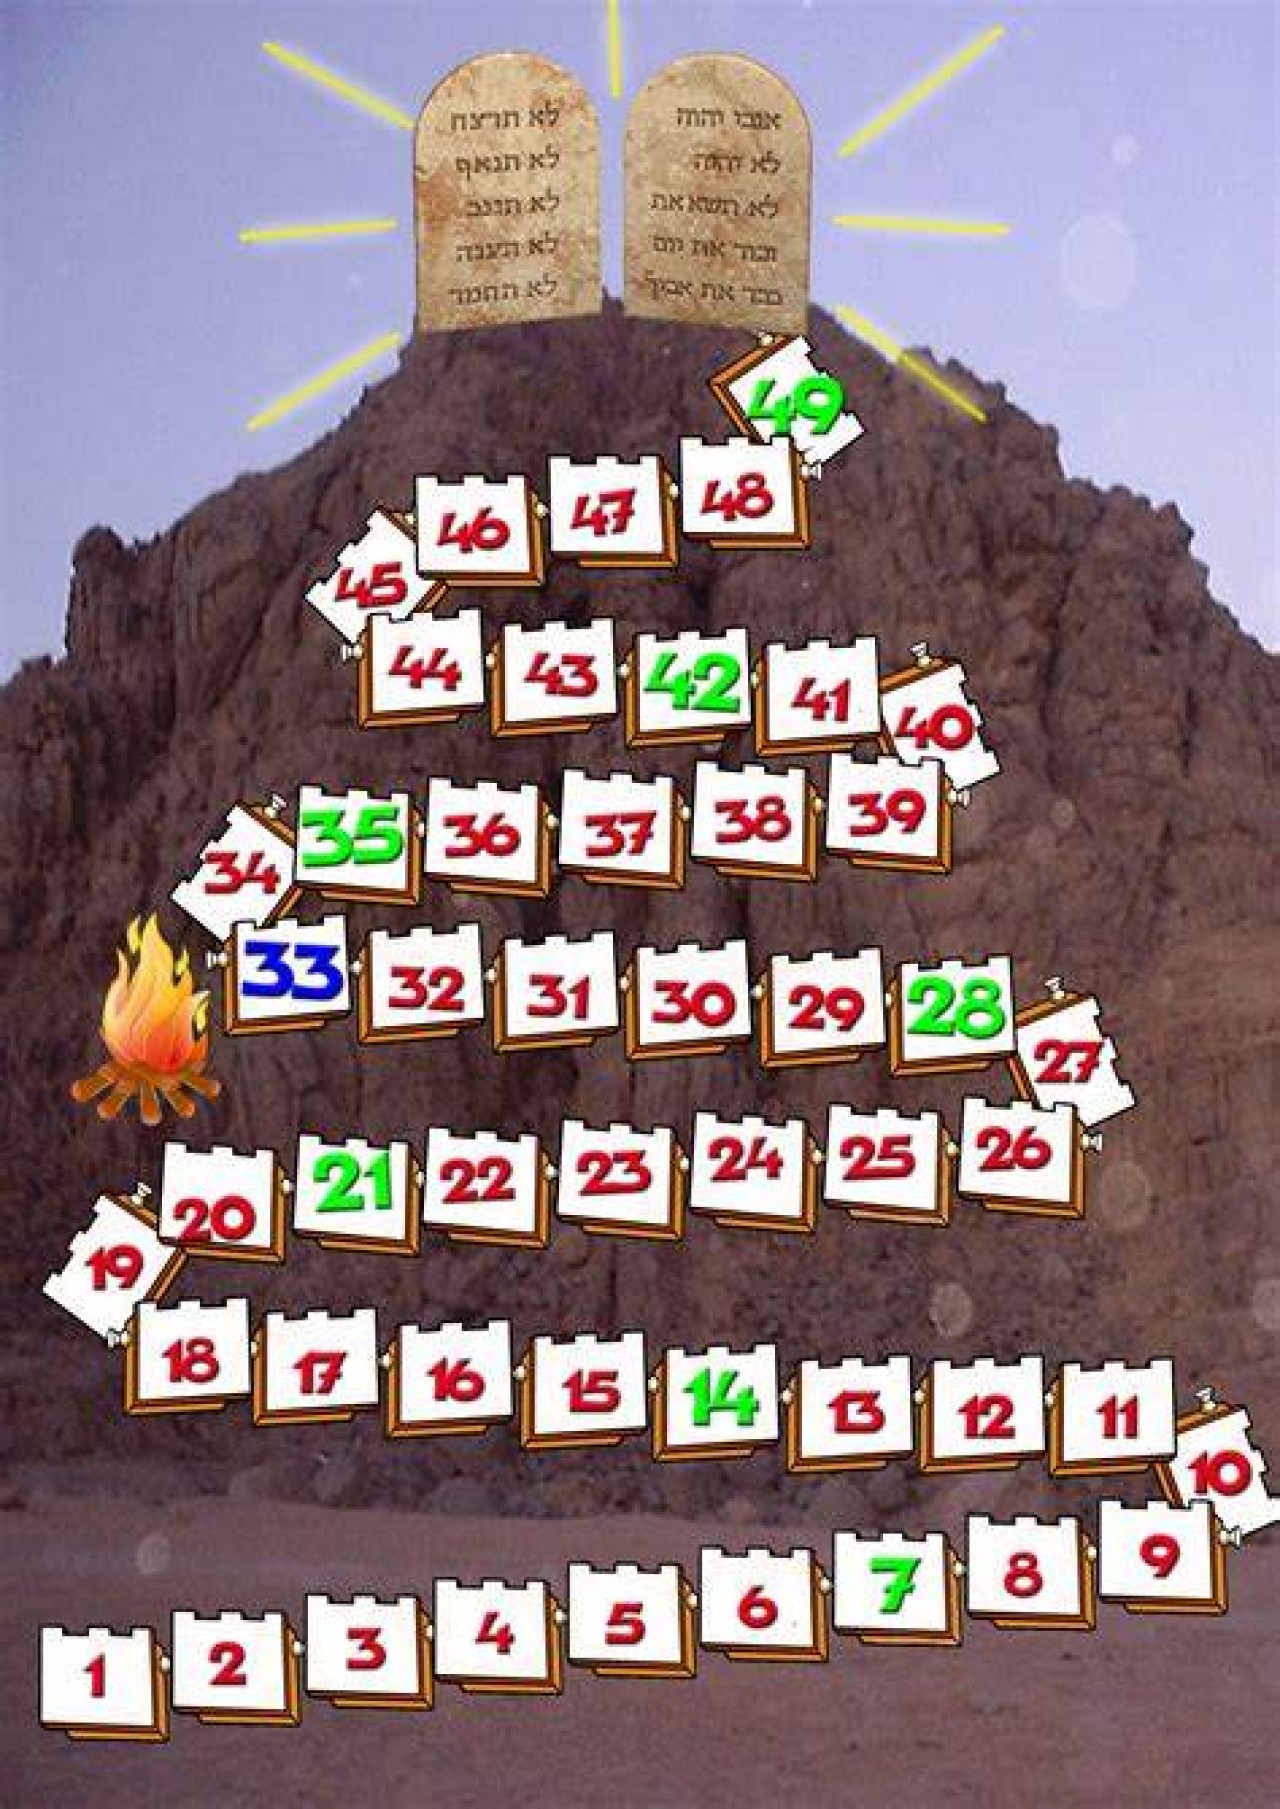 אנכי יהוה
לא יהיה
לא תשא את
זכור את יום
כבד את אביך
לא תרצח
לא תנאף
לא תגנב
לא תענה
לא תחמד
49
45 46 47 48
44 43 42 41 40
34 35 36 37 38 39
33 32 31 30 29 28 27
19 20 21 22 23 24 25 26
18 17 16 15 14 13 12 11 10
1 2 3 4 5 6 7 8 9